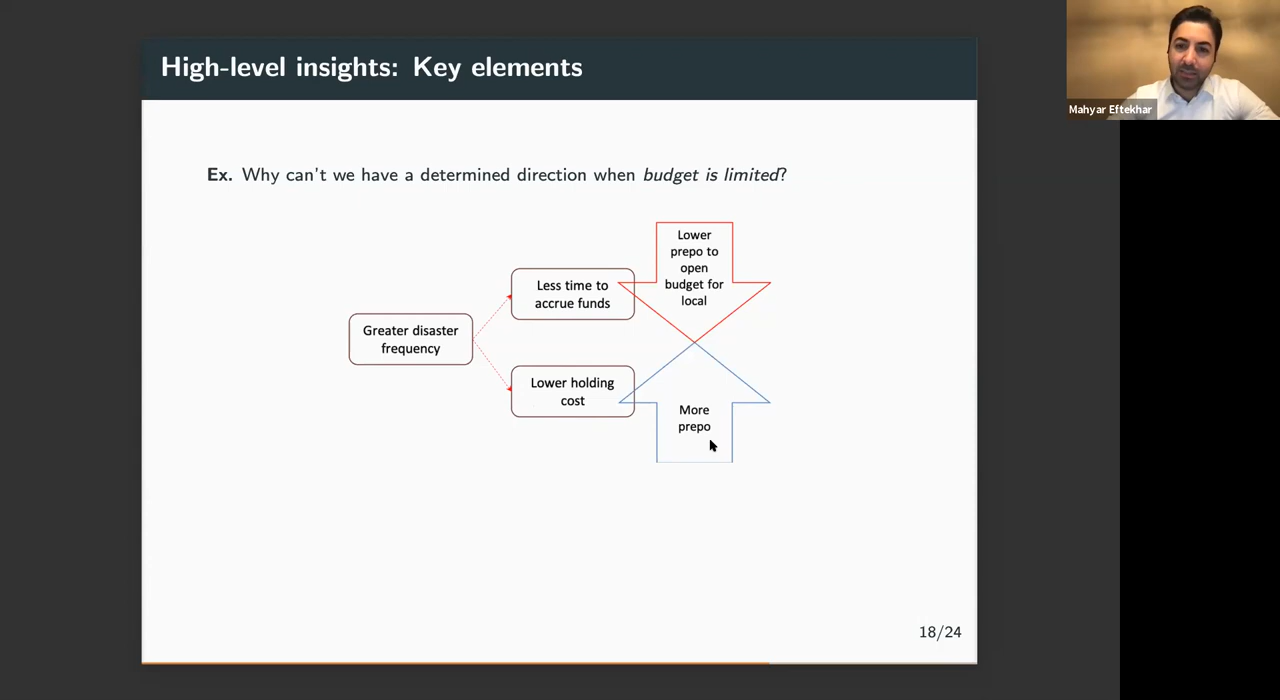 High-level insights: Key elements
Mahyar Eftekhar
Ex. Why can't we have a determined direction when budget is limited?
Greater disaster
frequency
Less time to
accrue funds
Lower holding
cost
Lower
prepo to
open
budget for
local
More
prepo
18/24